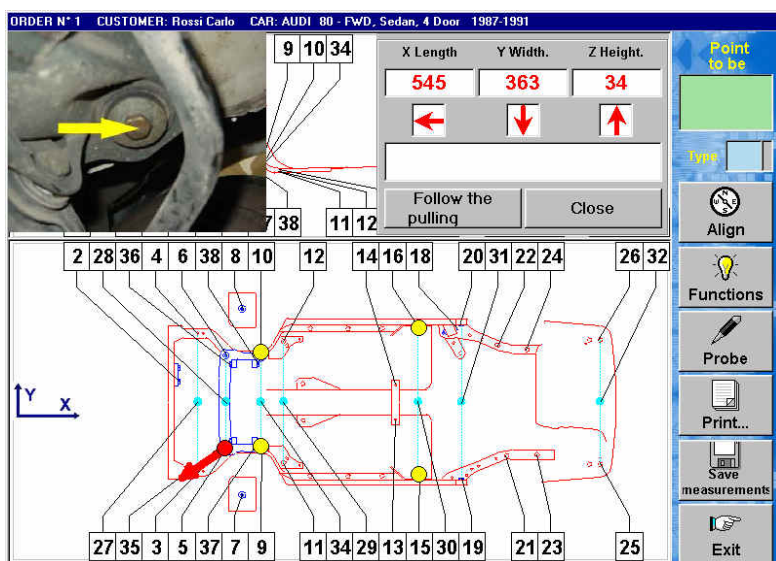 ORDER N° 1 CUSTOMER: Rossi Carlo CAR: AUDI 80 - FWD, Sedan, 4 Door 1987-1991
9 10 34
X Length Y Width. Z Height.
545 363 34
Follow the
pulling
Close
38 11 12
Point
to be
Type
Align
Functions
Probe
Print...
Save
measurements
Exit
2 28 36 4 6 38 8 10 12 14 16 18 20 31 22 24 26 32
Y
X
27 35 3 5 37 7 9 11 34 29 13 15 30 19 21 23 25
N
W E
S